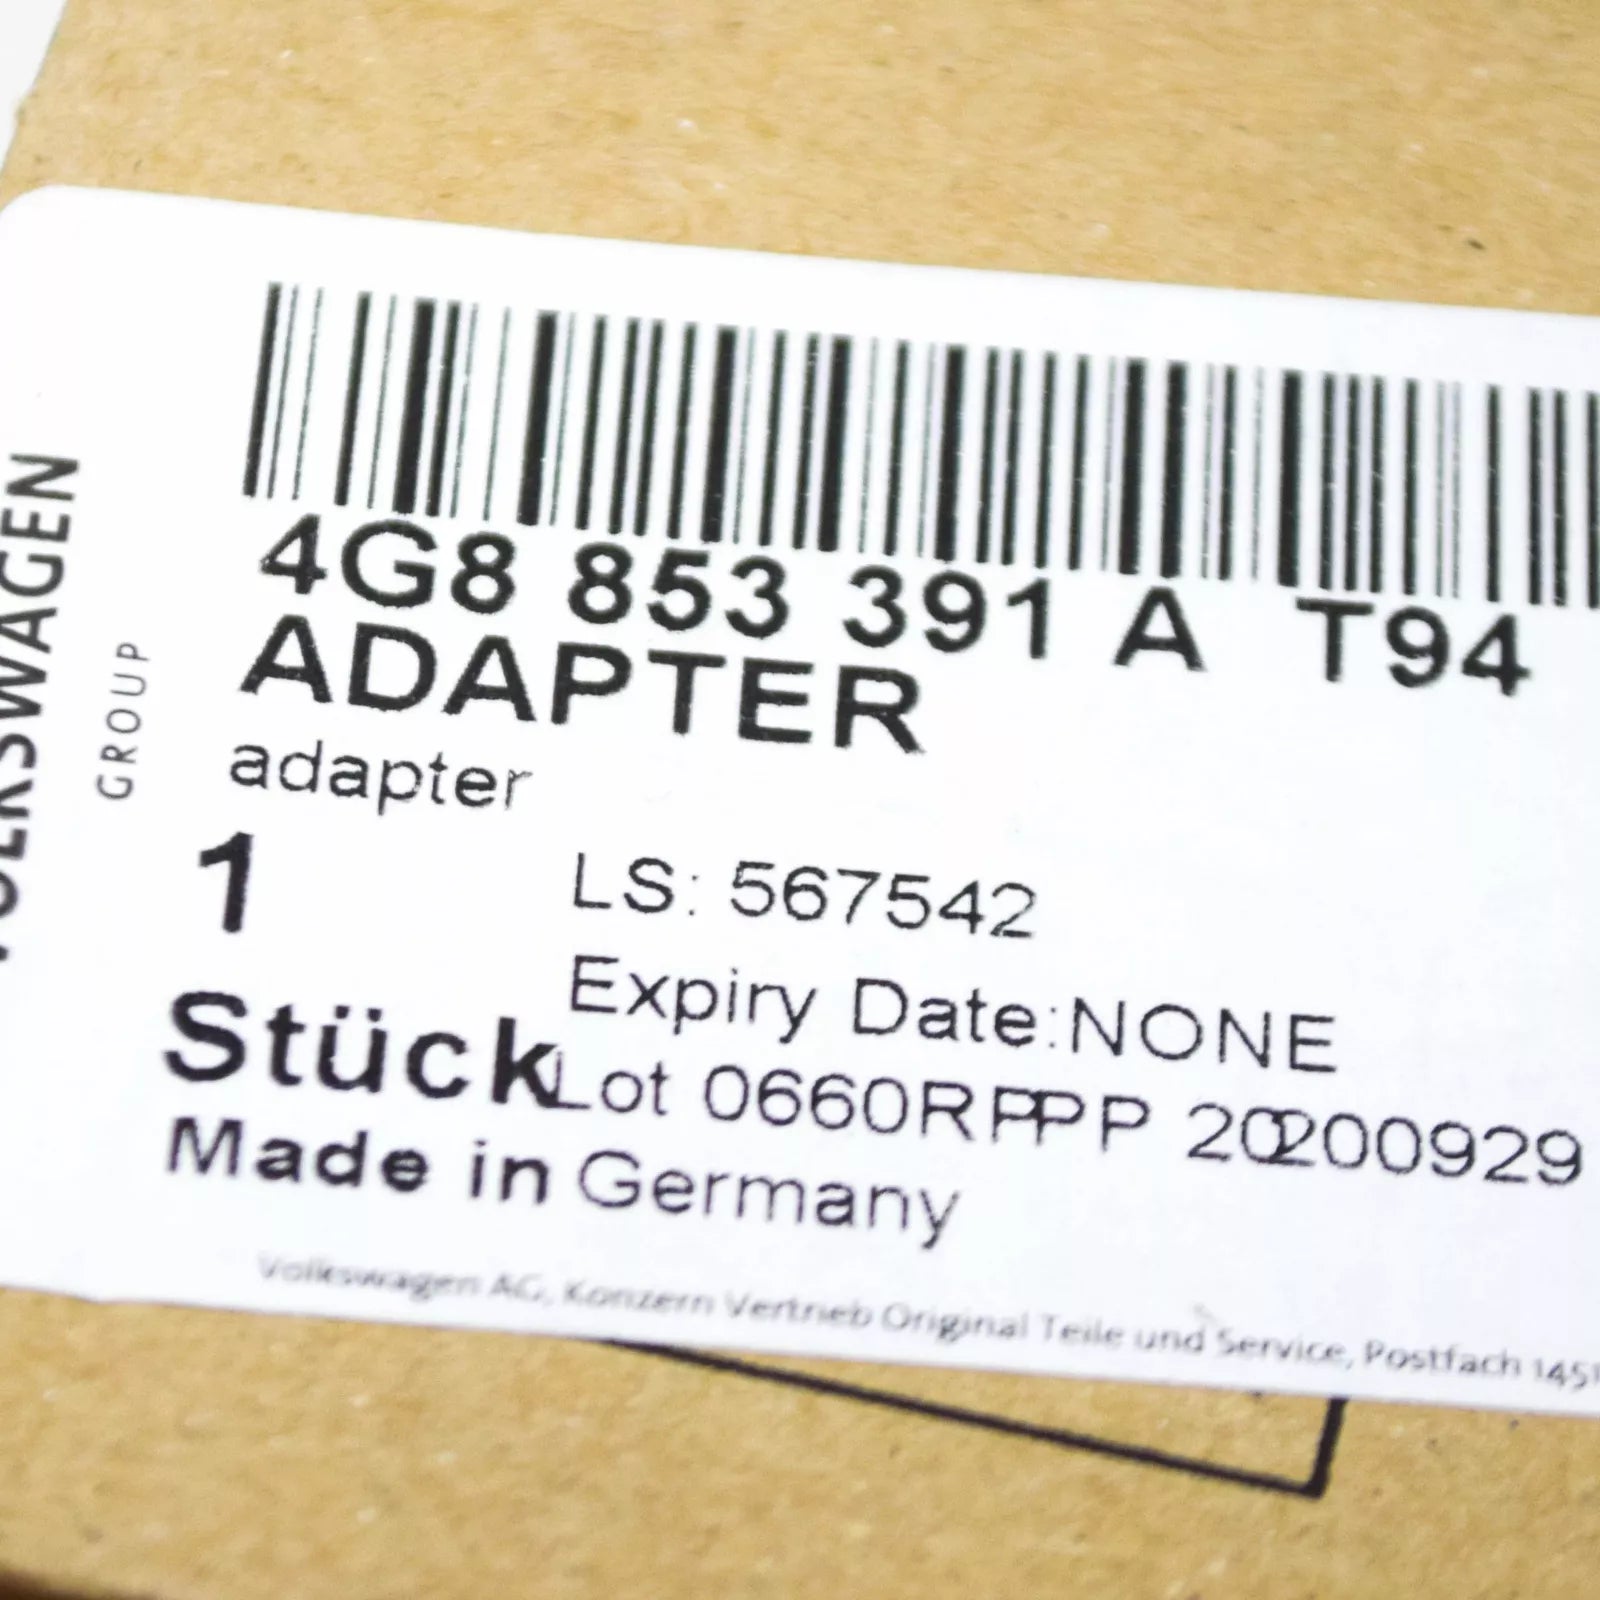 VOLKSWAGEN
GROUP
4G8 853 391 A T94
ADAPTER
adapter
1
LS: 567542
Expiry Date:NONE
Stück
Lot 0660RPPP 20200929
Made in Germany
Volkswagen AG, Konzern Vertrieb Original Teile und Service, Postfach 1451